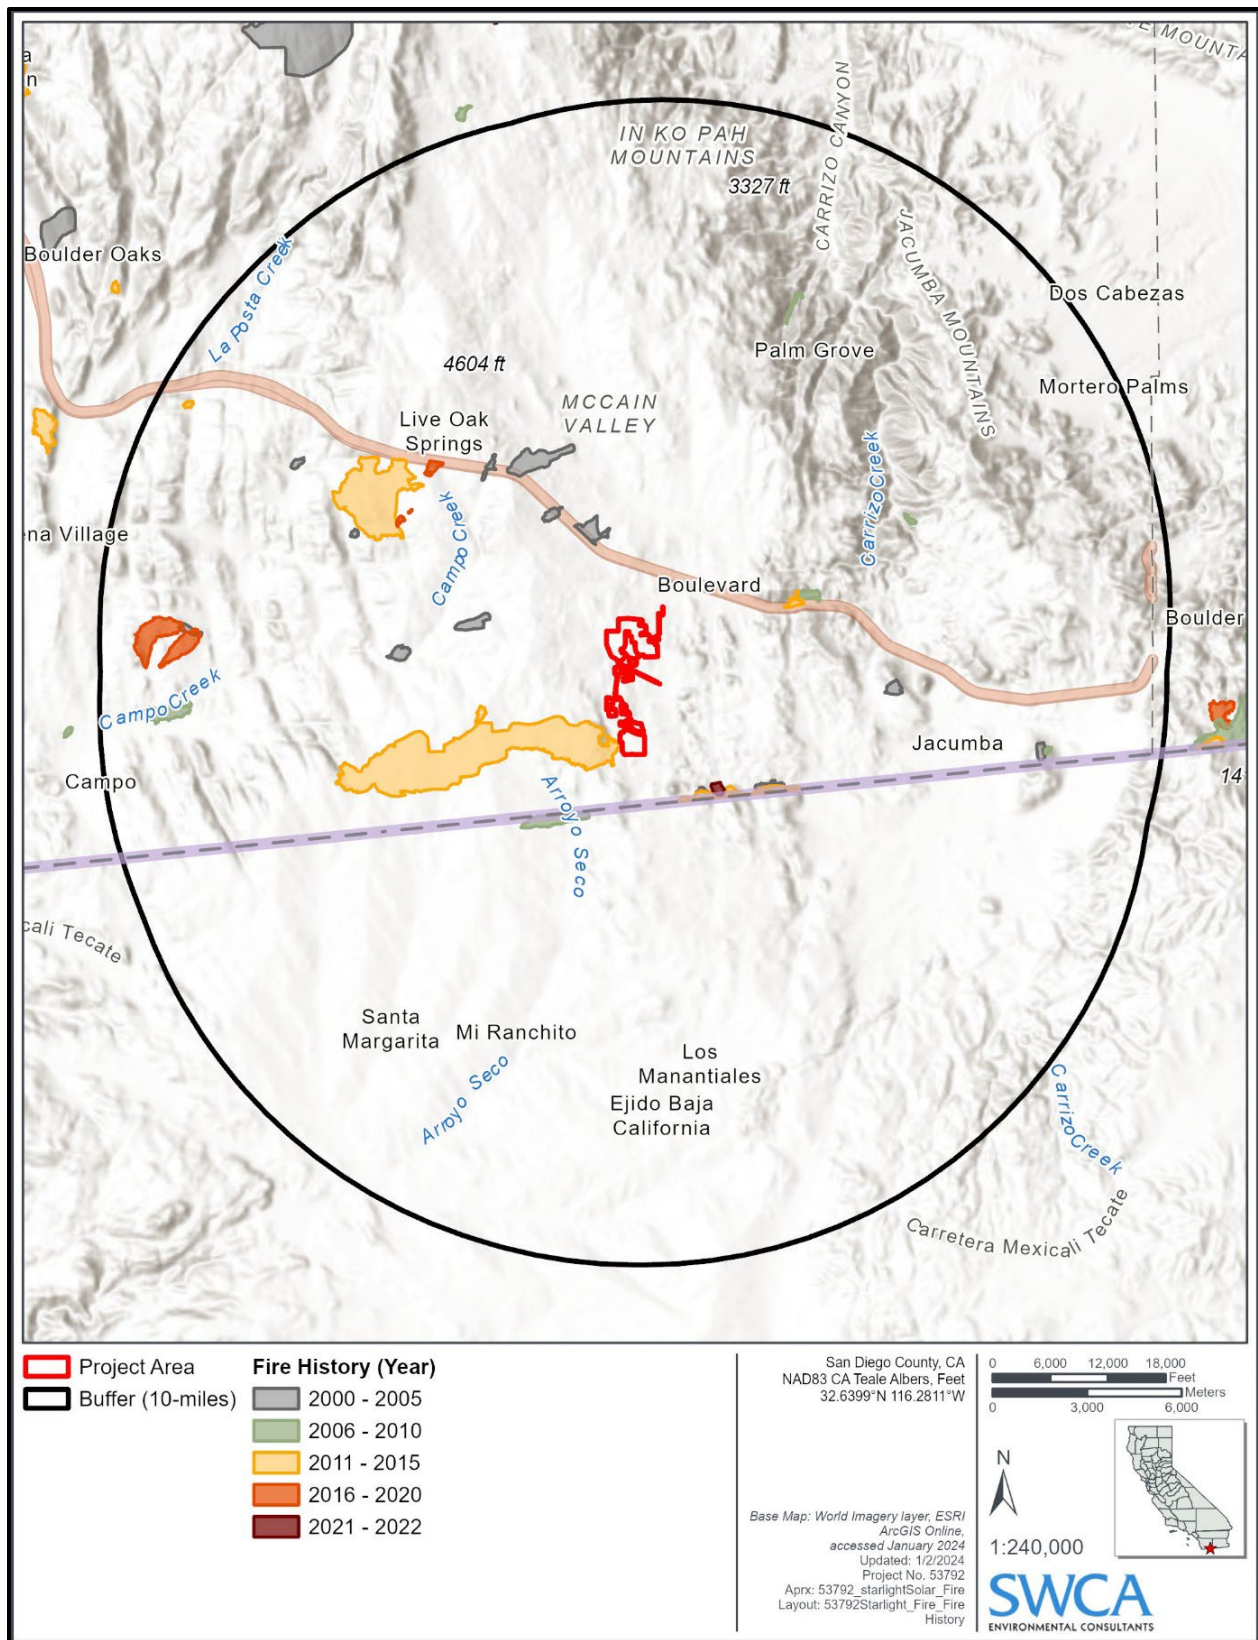 E MOUNTA
a
n
IN KO PAH
MOUNTAINS
3327 ft
CARRIZO CANYON
JACUMBA MOUNTAINS
Boulder Oaks
La Posta Creek
Dos Cabezas
Palm Grove
4604 ft
Mortero Palms
MCCAIN
VALLEY
Live Oak
Springs
Carrizo Creek
Campo Creek
ena Village
Boulevard
Boulder
Campo Creek
Jacumba
Campo
14
Arroyo Seco
cali Tecate
Santa
Margarita
Mi Ranchito
Los
Manantiales
Arroyo Seco
Ejido Baja
California
Carrizo Creek
Carretera Mexicali Tecate
Project Area
Buffer (10-miles)
Fire History (Year)
2000 - 2005
2006 - 2010
2011 - 2015
2016 - 2020
2021 - 2022
San Diego County, CA
NAD83 CA Teale Albers, Feet
32.6399°N 116.2811°W
Base Map: World Imagery layer, ESRI
ArcGIS Online,
accessed January 2024
Updated: 1/2/2024
Project No. 53792
Aprx: 53792_starlightSolar_Fire
Layout: 53792Starlight_Fire_Fire
History
0 6,000 12,000 18,000
Feet
Meters
0 3,000 6,000
N
1:240,000
SWCA
ENVIRONMENTAL CONSULTANTS